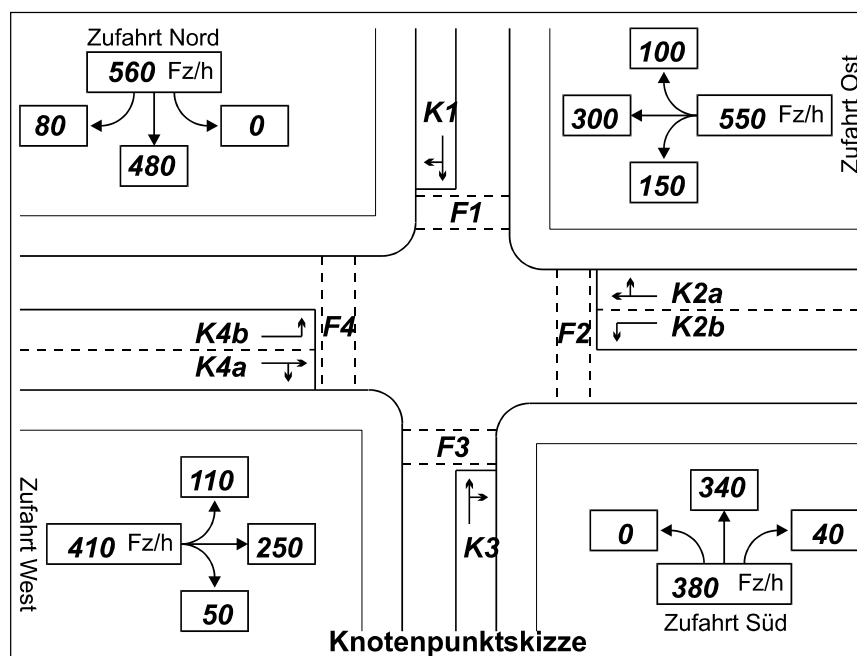 Zufahrt Nord
560 Fz/h
80
0
480
K1
F1
100
300
550 Fz/h
150
Zufahrt Ost
K2a
K2b
F2
K4b
K4a
F4
F3
K3
Zufahrt West
110
410 Fz/h
250
50
340
0
40
380 Fz/h
Zufahrt Süd
Knotenpunktskizze